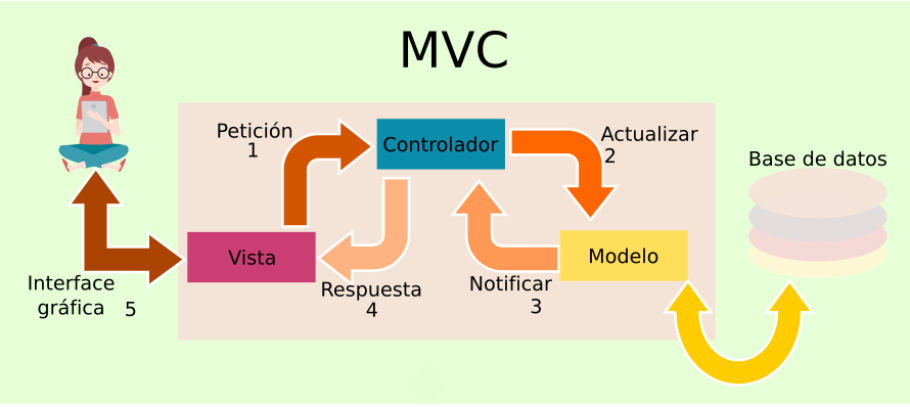 MVC
Petición
1
Controlador
Actualizar
2
Base de datos
Vista
Modelo
Interface
gráfica 5
Respuesta
4
Notificar
3